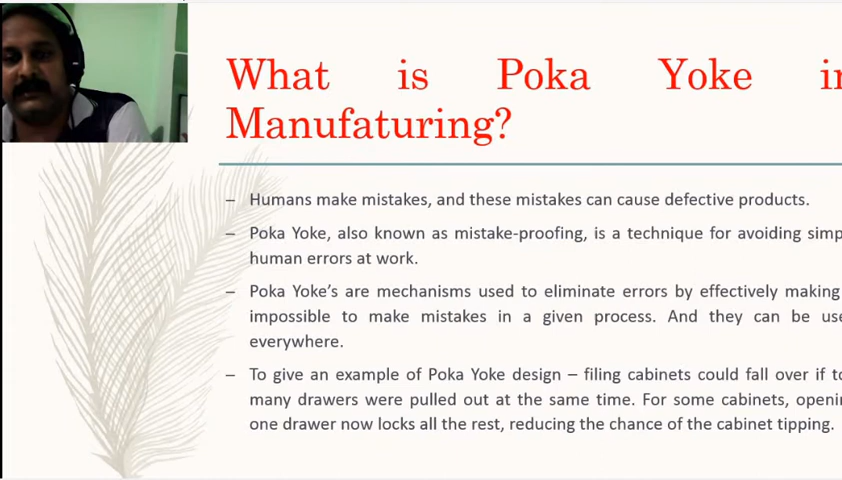 What is Poka Yoke
Manufaturing?
– Humans make mistakes, and these mistakes can cause defective products.
– Poka Yoke, also known as mistake-proofing, is a technique for avoiding
human errors at work.
– Poka Yoke’s are mechanisms used to eliminate errors by effectively making
impossible to make mistakes in a given process. And they can be
everywhere.
– To give an example of Poka Yoke design – filing cabinets could fall over if
many drawers were pulled out at the same time. For some cabinets,
one drawer now locks all the rest, reducing the chance of the cabinet tipping.